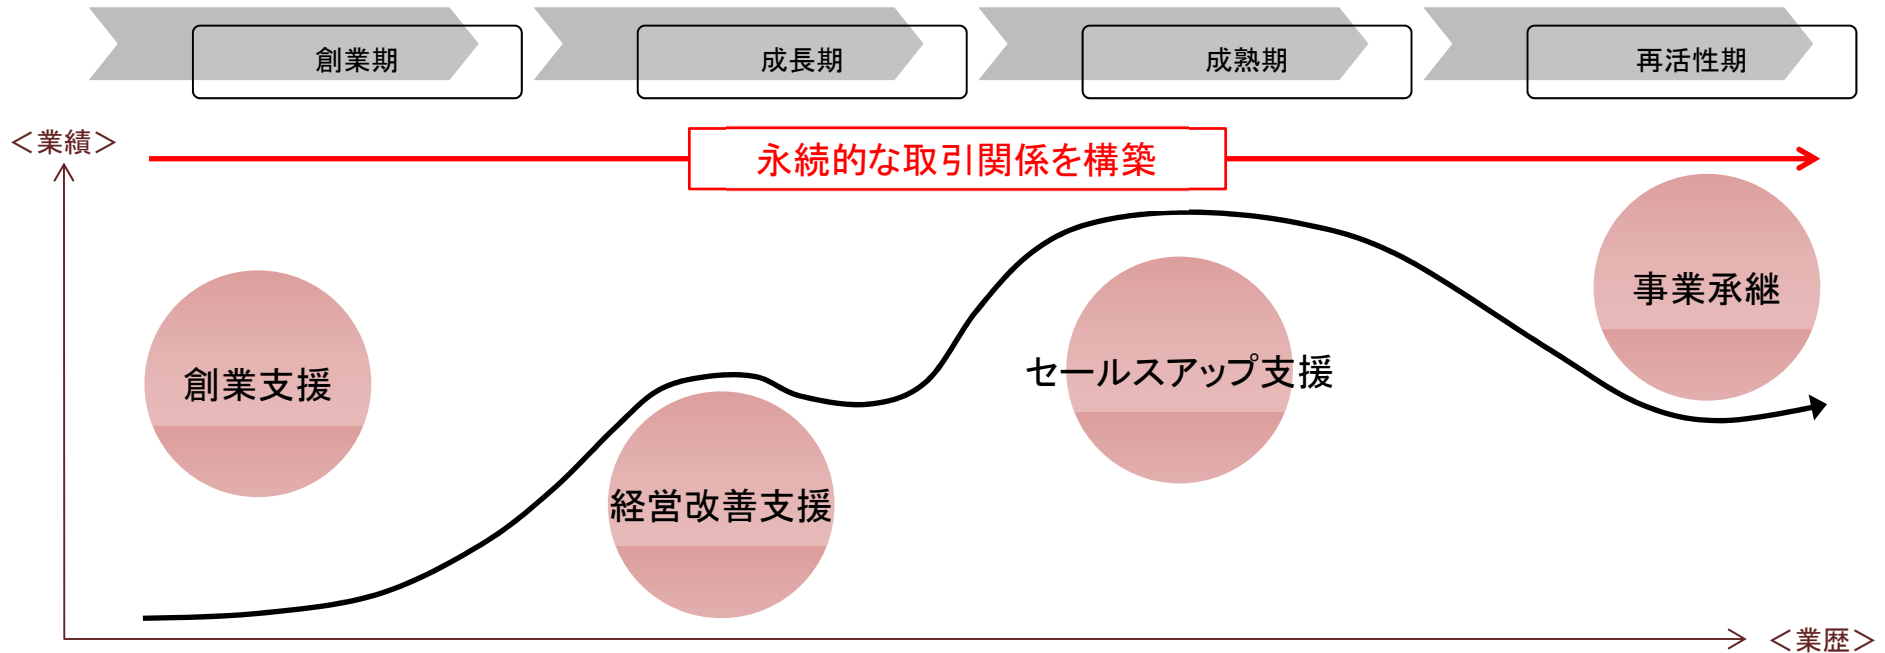 創業期
成長期
成熟期
再活性期
＜業績＞
永続的な取引関係を構築
創業支援
経営改善支援
セールスアップ支援
事業承継
＜業歴＞